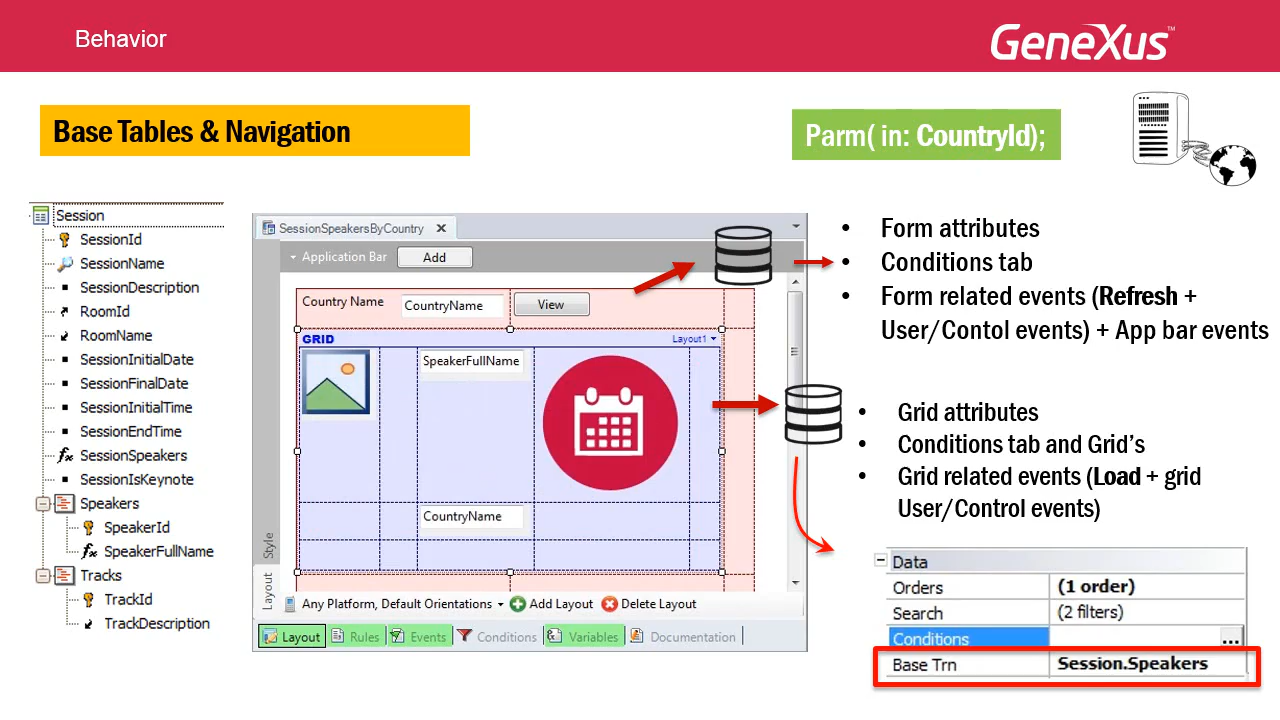 Behavior
GeneXus™
Base Tables & Navigation
Parm( in: CountryId);
Session
SessionId
SessionName
SessionDescription
RoomId
RoomName
SessionInitialDate
SessionFinalDate
SessionInitialTime
SessionEndTime
SessionSpeakers
SessionIsKeynote
Speakers
SpeakerId
SpeakerFullName
Tracks
TrackId
TrackDescription
SessionSpeakersByCountry
Application Bar
Add
Country Name
CountryName
View
GRID
Layout1
SpeakerFullName
CountryName
Style
Layout
Any Platform, Default Orientations
Add Layout
Delete Layout
Layout
Rules
Events
Conditions
Variables
Documentation
• Form attributes
• Conditions tab
• Form related events (Refresh +
User/Contol events) + App bar events
• Grid attributes
• Conditions tab and Grid's
• Grid related events (Load + grid
User/Control events)
Data
Orders (1 order)
Search (2 filters)
Conditions ...
Base Trn Session.Speakers